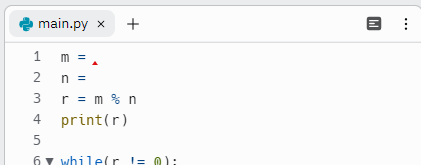 main.py × +
1 m =
2 n =
3 r = m % n
4 print(r)
5
6 while(r != 0):